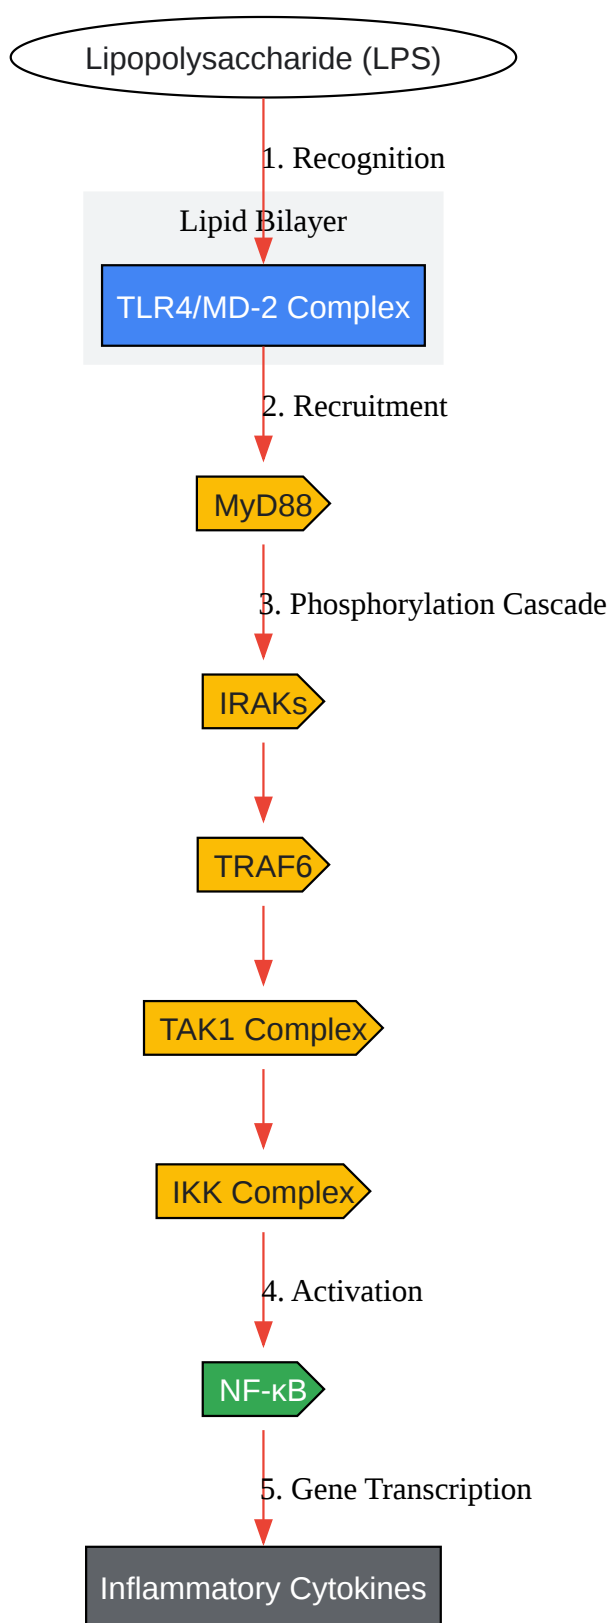 Lipopolysaccharide (LPS)
1. Recognition
Lipid Bilayer
TLR4/MD-2 Complex
2. Recruitment
MyD88
3. Phosphorylation Cascade
IRAKs
TRAF6
TAK1 Complex
IKK Complex
4. Activation
NF-κB
5. Gene Transcription
Inflammatory Cytokines